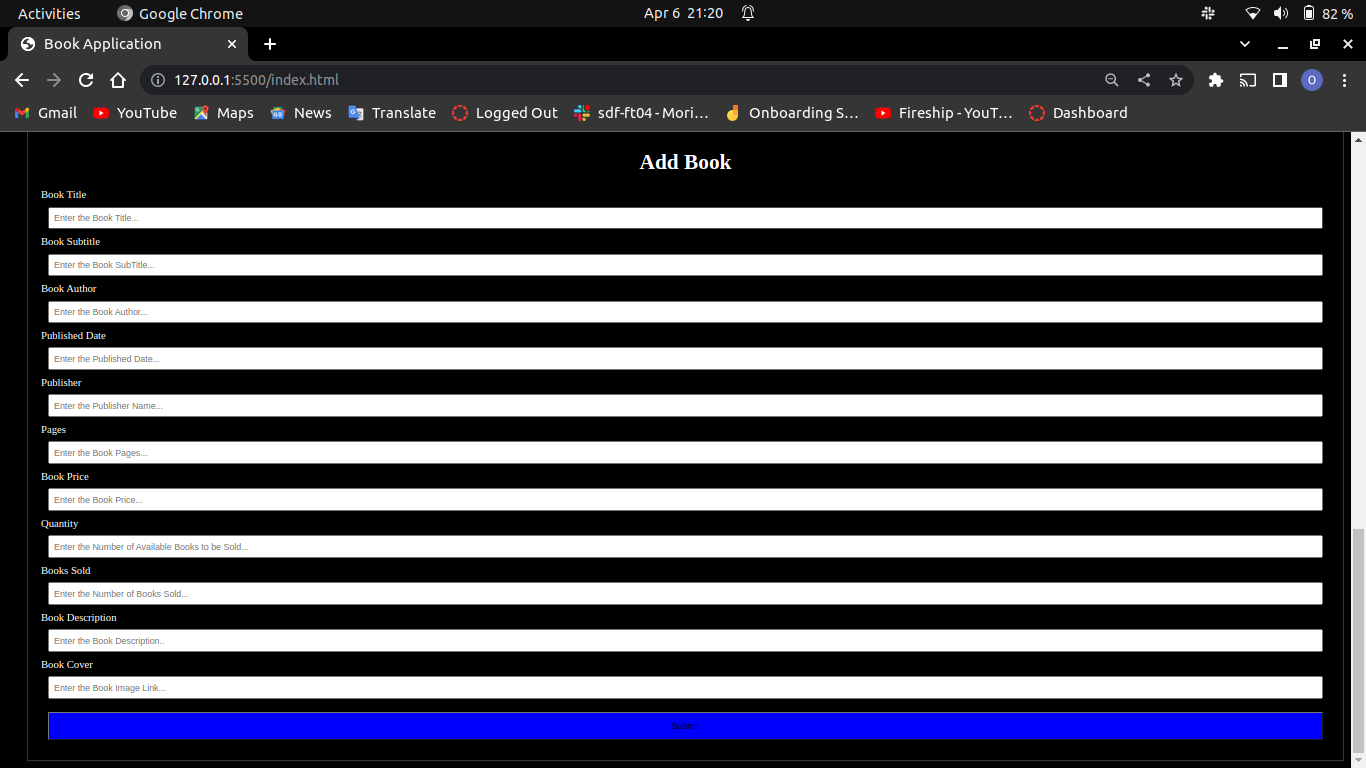 Activities Google Chrome Apr 6 21:20 82 %
Book Application
127.0.0.1:5500/index.html O
Gmail YouTube Maps News Translate Logged Out sdf-ft04 - Mori… Onboarding S… Fireship - YouT… Dashboard
Add Book
Book Title
Enter the Book Title...
Book Subtitle
Enter the Book SubTitle...
Book Author
Enter the Book Author...
Published Date
Enter the Published Date...
Publisher
Enter the Publisher Name...
Pages
Enter the Book Pages...
Book Price
Enter the Book Price...
Quantity
Enter the Number of Available Books to be Sold...
Books Sold
Enter the Number of Books Sold...
Book Description
Enter the Book Description..
Book Cover
Enter the Book Image Link...
submit